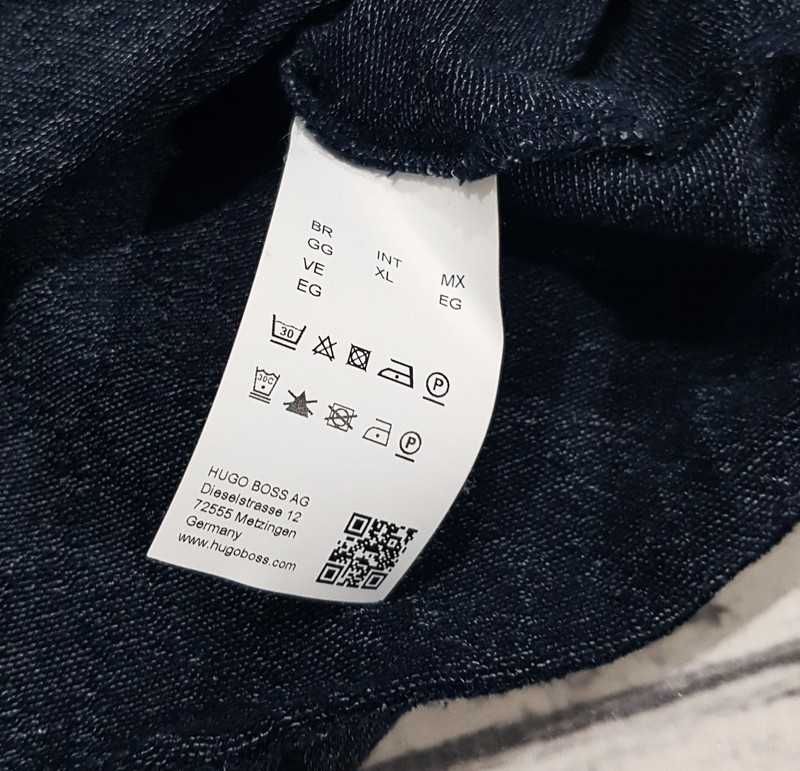 BR
GG
VE
EG
INT
XL
MX
EG
30
P
30C
P
HUGO BOSS AG
Dieselstrasse 12
72555 Metzingen
Germany
www.hugoboss.com